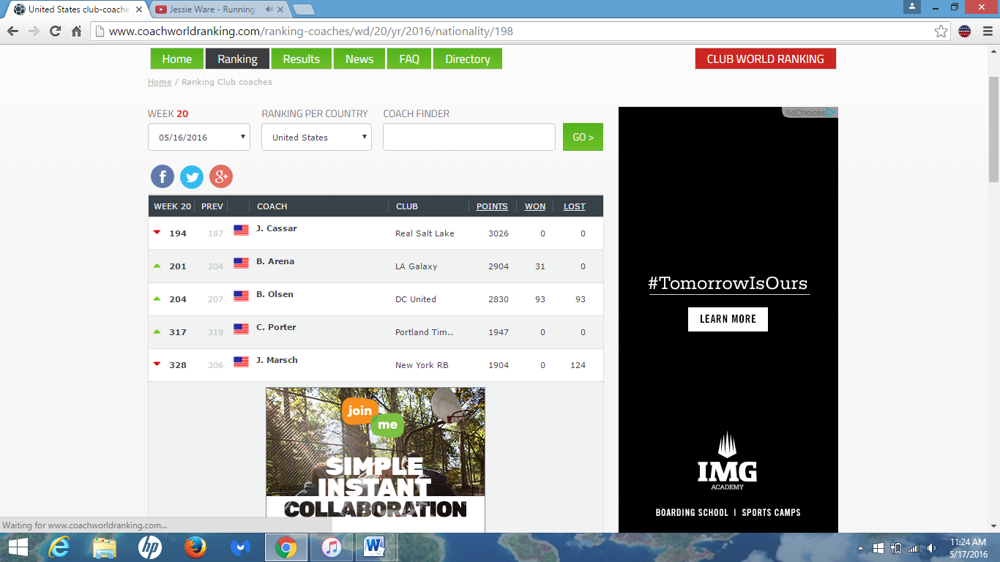 United States club-coache
Jessie Ware - Running
www.coachworldranking.com/ranking-coaches/wd/20/yr/2016/nationality/198
Home Ranking Results News FAQ Directory CLUB WORLD RANKING
Home / Ranking Club coaches
WEEK 20 RANKING PER COUNTRY COACH FINDER
05/16/2016 United States GO >
AdChoices
WEEK 20 PREV COACH CLUB POINTS WON LOST
194 187 J. Cassar Real Salt Lake 3026 0 0
201 204 B. Arena LA Galaxy 2904 31 0
204 207 B. Olsen DC United 2830 93 93
317 319 C. Porter Portland Tim.. 1947 0 0
328 306 J. Marsch New York RB 1904 0 124
#TomorrowIsOurs
LEARN MORE
IMG
ACADEMY
BOARDING SCHOOL | SPORTS CAMPS
join
me
SIMPLE
INSTANT
COLLABORATION
Waiting for www.coachworldranking.com...
11:24 AM
5/17/2016